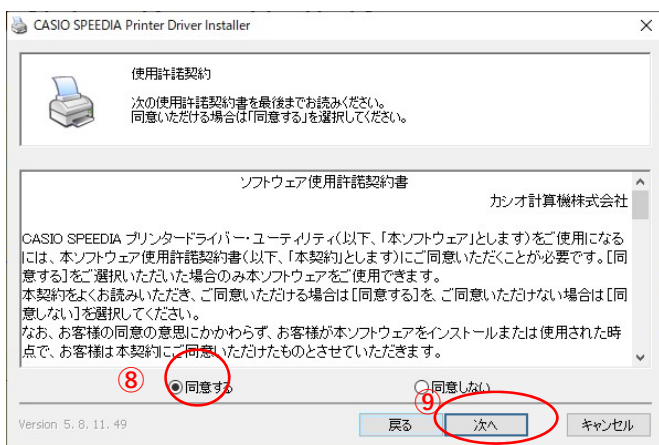 CASIO SPEEDIA Printer Driver Installer
使用許諾契約
次の使用許諾契約書を最後までお読みください。
同意いただける場合は「同意する」を選択してください。
ソフトウェア使用許諾契約書
カシオ計算機株式会社
CASIO SPEEDIA プリンタードライバー・ユーティリティ(以下、「本ソフトウェア」とします)をご使用になる
には、本ソフトウェア使用許諾契約書(以下、「本契約」とします)にご同意いただくことが必要です。[同
意する]をご選択いただいた場合のみ本ソフトウェアをご使用できます。
本契約をよくお読みいただき、ご同意いただける場合は[同意する]を、ご同意いただけない場合は[同
意しない]を選択してください。
なお、お客様の同意の意思にかかわらず、お客様が本ソフトウェアをインストールまたは使用された時
点で、お客様は本契約にご同意いただけたものとさせていただきます。
⑧ 同意する 同意しない
⑨
Version 5. 8. 11. 49 戻る 次へ キャンセル